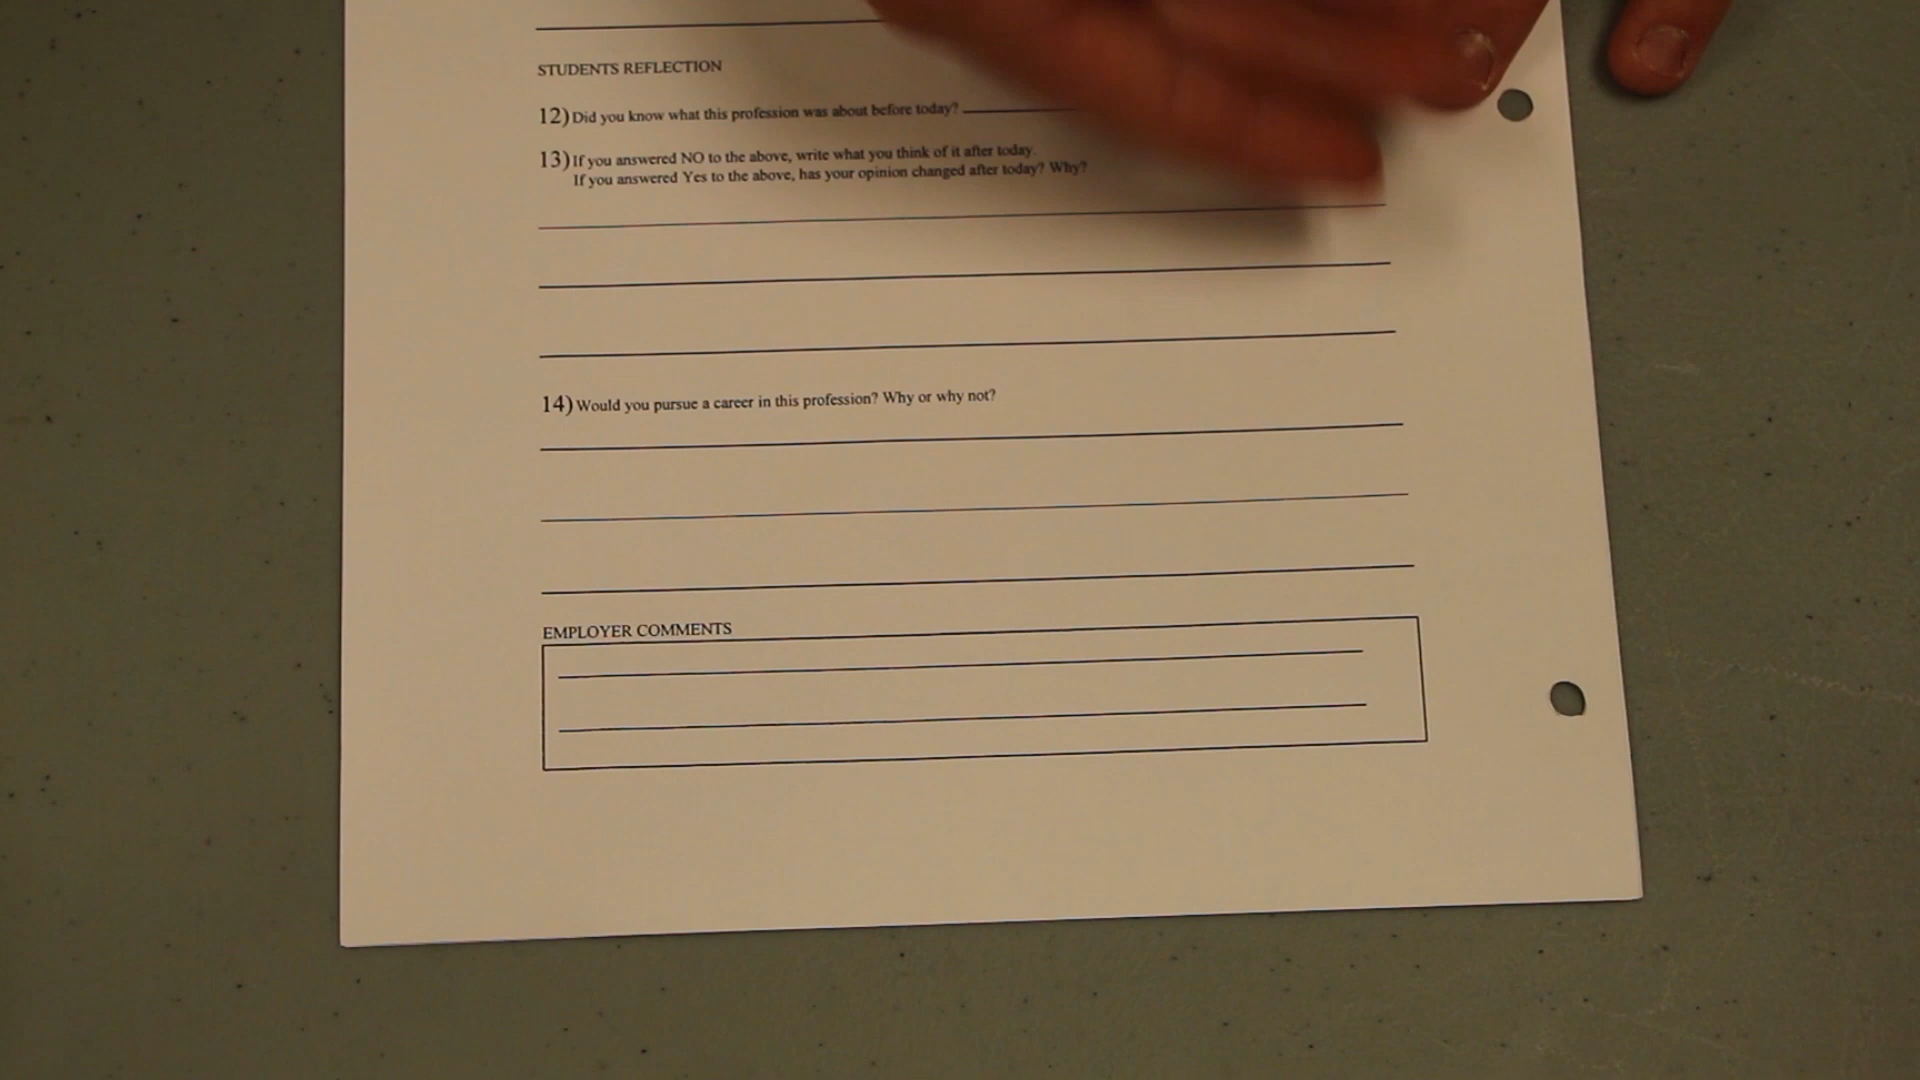 STUDENTS REFLECTION
12) Did you know what this profession was about before today?
13) If you answered NO to the above, write what you think of it after today.
If you answered Yes to the above, has your opinion changed after today? Why?
14) Would you pursue a career in this profession? Why or why not?
EMPLOYER COMMENTS